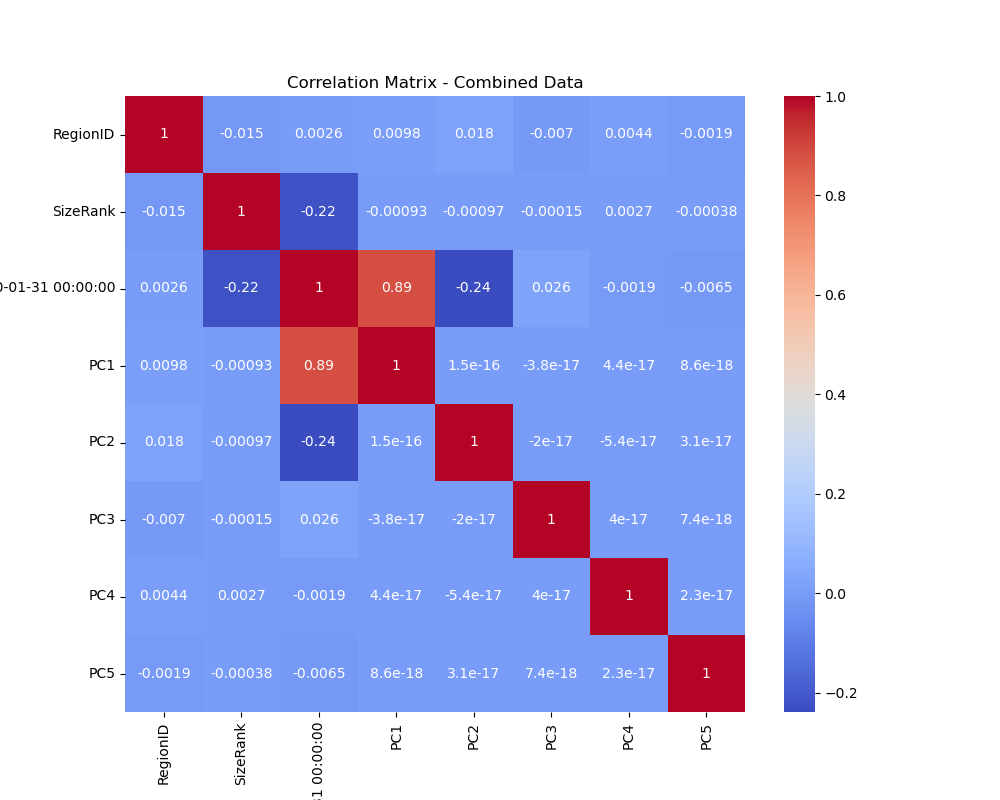 Correlation Matrix - Combined Data
RegionID 1 -0.015 0.0026 0.0098 0.018 -0.007 0.0044 -0.0019
SizeRank -0.015 1 -0.22 -0.00093 -0.00097 -0.00015 0.0027 -0.00038
0-01-31 00:00:00 0.0026 -0.22 1 0.89 -0.24 0.026 -0.0019 -0.0065
PC1 0.0098 -0.00093 0.89 1 1.5e-16 -3.8e-17 4.4e-17 8.6e-18
PC2 0.018 -0.00097 -0.24 1.5e-16 1 -2e-17 -5.4e-17 3.1e-17
PC3 -0.007 -0.00015 0.026 -3.8e-17 -2e-17 1 4e-17 7.4e-18
PC4 0.0044 0.0027 -0.0019 4.4e-17 -5.4e-17 4e-17 1 2.3e-17
PC5 -0.0019 -0.00038 -0.0065 8.6e-18 3.1e-17 7.4e-18 2.3e-17 1
RegionID
SizeRank
00:00:00
PC1
PC2
PC3
PC4
PC5
1.0
0.8
0.6
0.4
0.2
0.0
−0.2